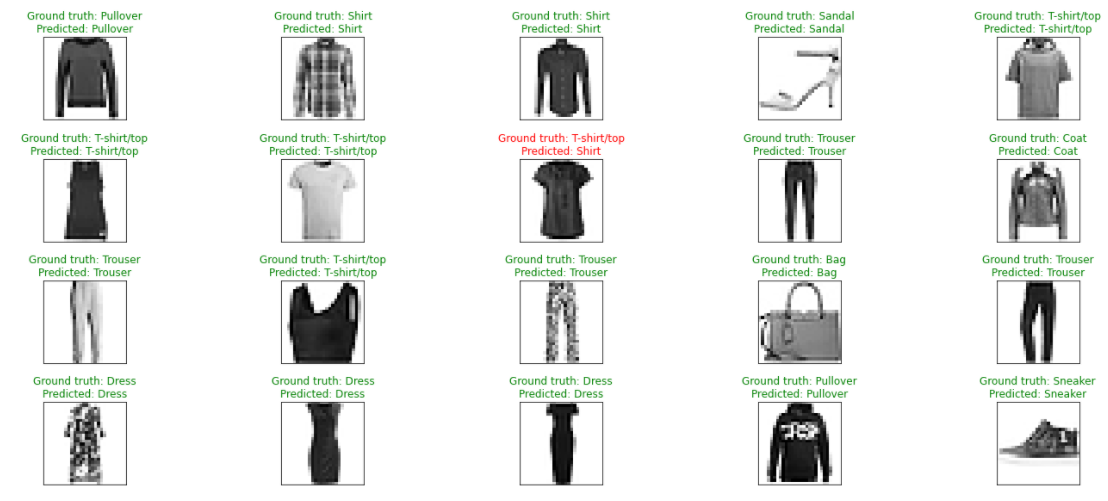 Ground truth: Pullover
Predicted: Pullover
Ground truth: Shirt
Predicted: Shirt
Ground truth: Shirt
Predicted: Shirt
Ground truth: Sandal
Predicted: Sandal
Ground truth: T-shirt/top
Predicted: T-shirt/top
Ground truth: T-shirt/top
Predicted: T-shirt/top
Ground truth: T-shirt/top
Predicted: T-shirt/top
Ground truth: T-shirt/top
Predicted: Shirt
Ground truth: Trouser
Predicted: Trouser
Ground truth: Coat
Predicted: Coat
Ground truth: Trouser
Predicted: Trouser
Ground truth: T-shirt/top
Predicted: T-shirt/top
Ground truth: Trouser
Predicted: Trouser
Ground truth: Bag
Predicted: Bag
Ground truth: Trouser
Predicted: Trouser
Ground truth: Dress
Predicted: Dress
Ground truth: Dress
Predicted: Dress
Ground truth: Dress
Predicted: Dress
Ground truth: Pullover
Predicted: Pullover
Ground truth: Sneaker
Predicted: Sneaker